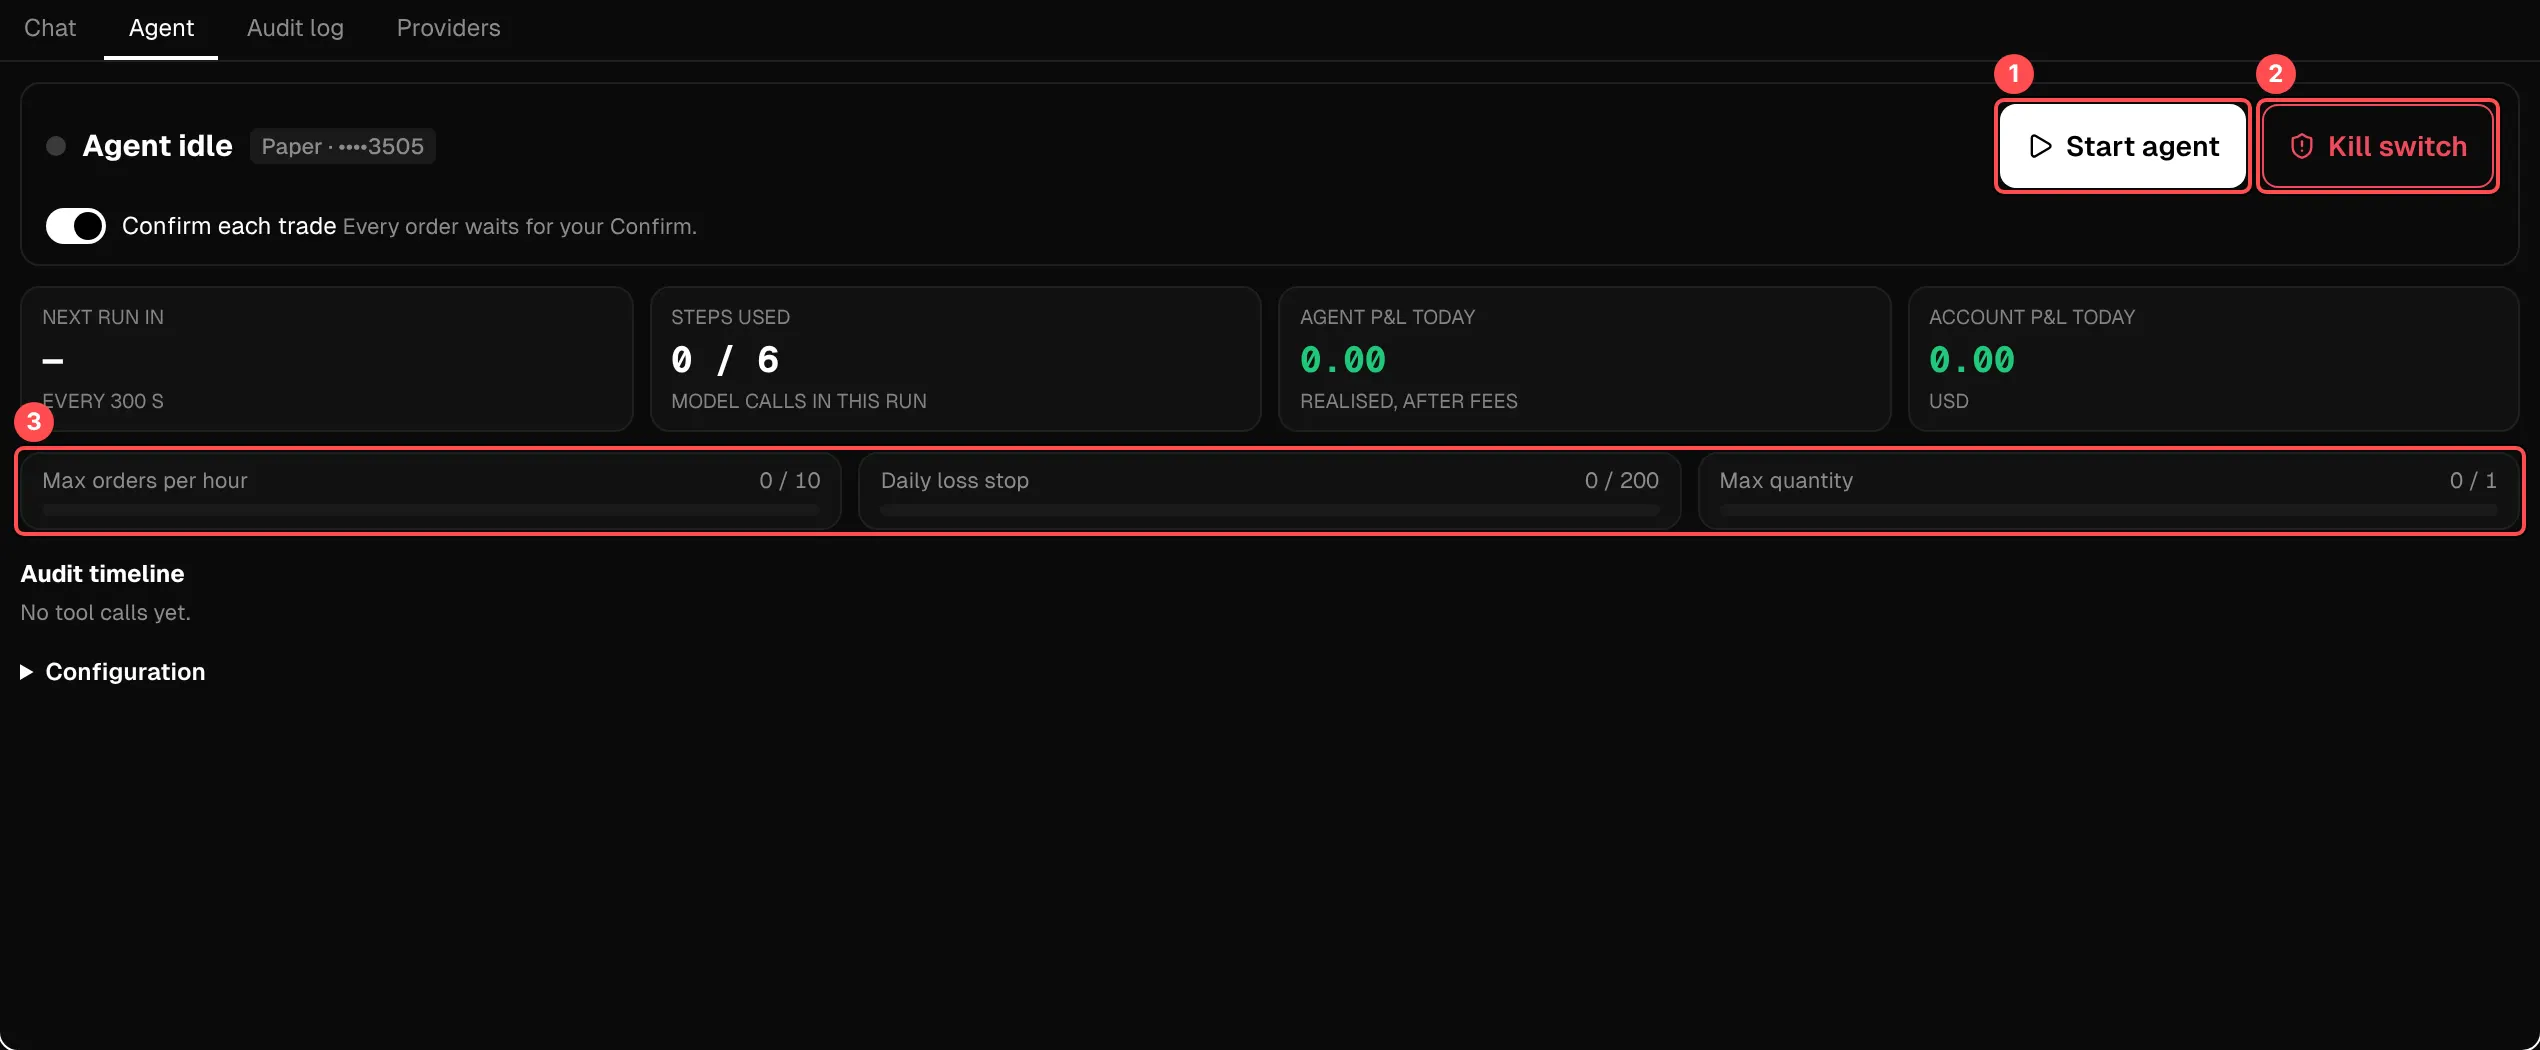 Chat Agent Audit log Providers
1 2
Agent idle Paper · ••••3505 Start agent Kill switch
Confirm each trade Every order waits for your Confirm.
NEXT RUN IN STEPS USED AGENT P&L TODAY ACCOUNT P&L TODAY
– 0 / 6 0.00 0.00
EVERY 300 S MODEL CALLS IN THIS RUN REALISED, AFTER FEES USD
3
Max orders per hour 0 / 10 Daily loss stop 0 / 200 Max quantity 0 / 1
Audit timeline
No tool calls yet.
Configuration